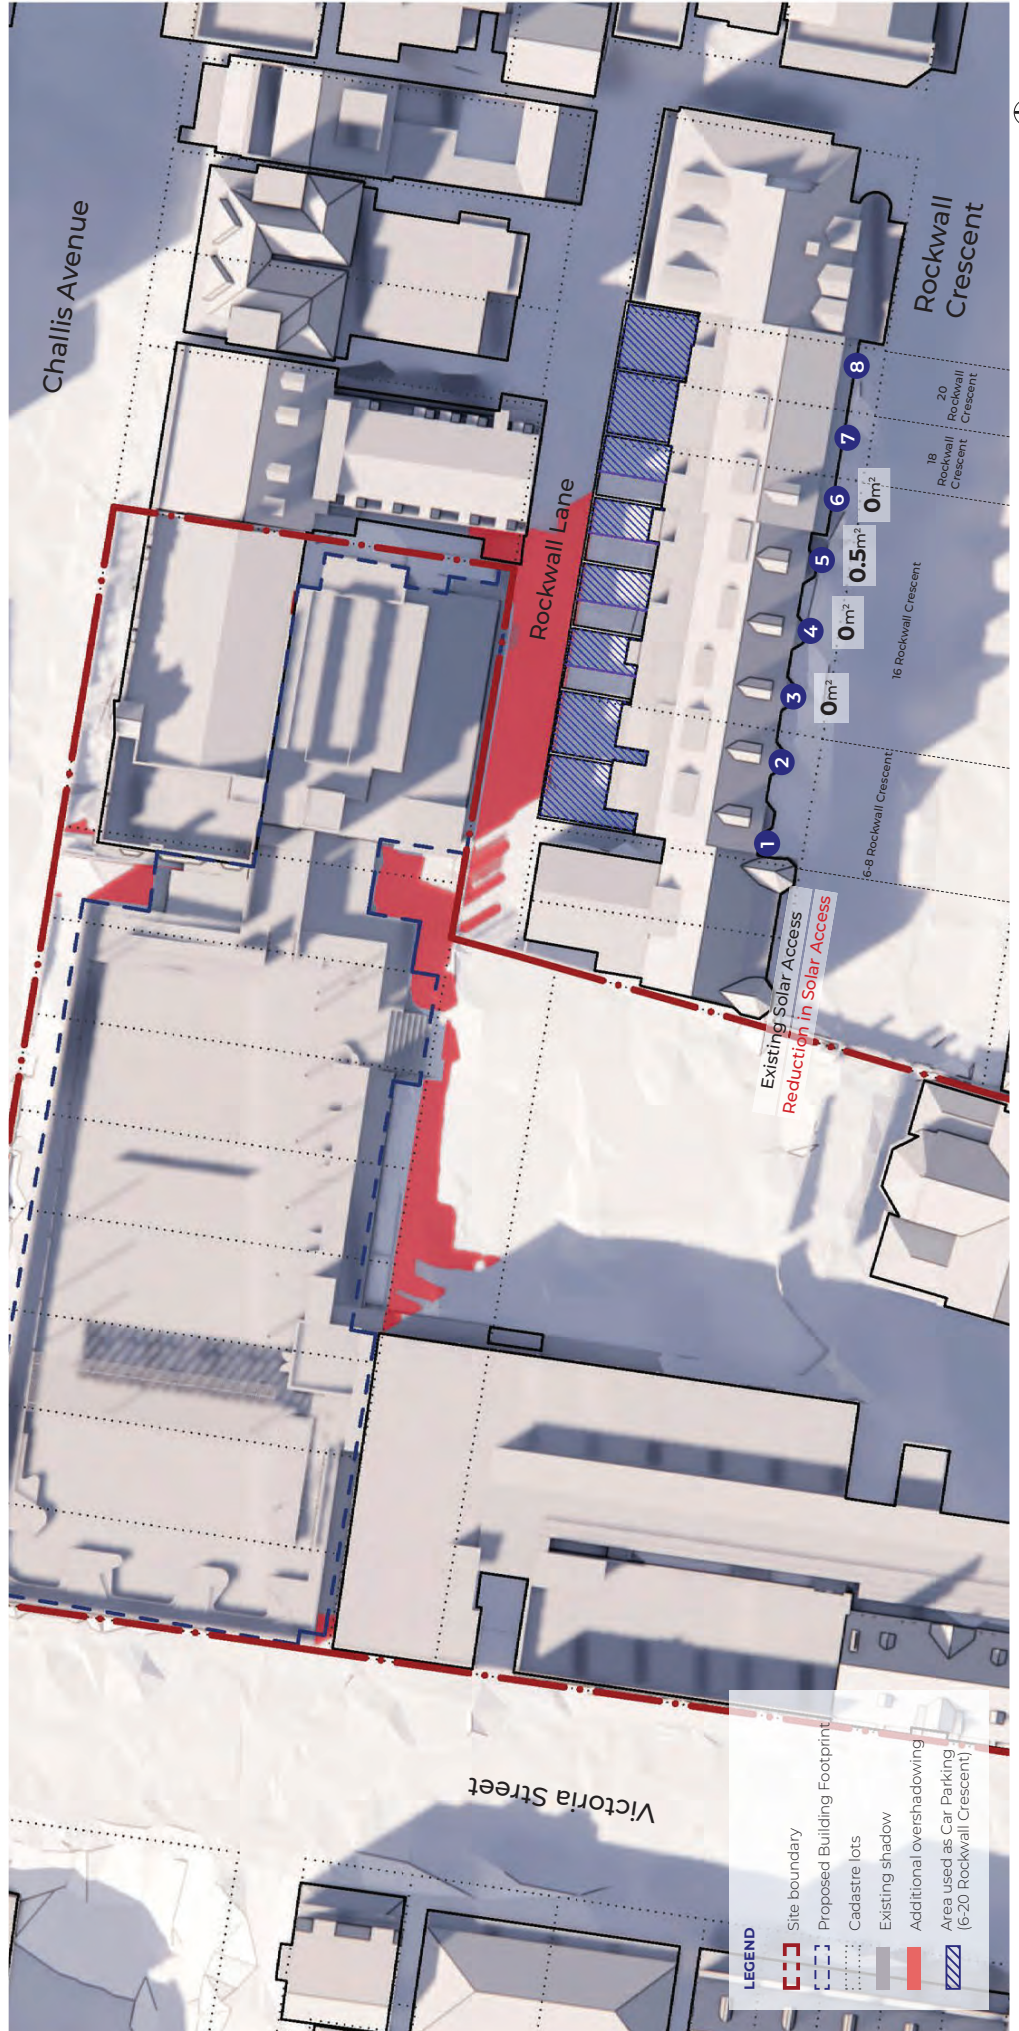 Challis Avenue
Rockwall Lane
Rockwall
Crescent
Victoria Street
1
2
3
4
5
6
7
8
0m²
0m²
0.5m²
0m²
6-8 Rockwall Crescent
16 Rockwall Crescent
18
Rockwall
Crescent
20
Rockwall
Crescent
Existing Solar Access
Reduction in Solar Access
LEGEND
Site boundary
Proposed Building Footprint
Cadastre lots
Existing shadow
Additional overshadowing
Area used as Car Parking
(6-20 Rockwall Crescent)